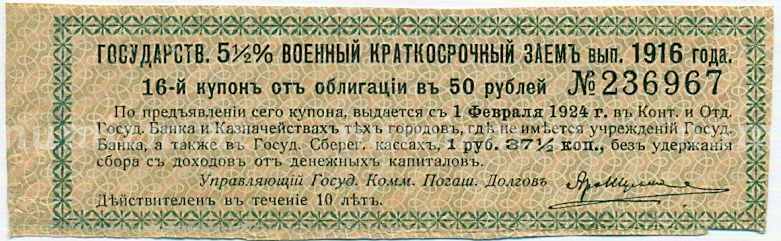 ГОСУДАРСТВ. 5½% ВОЕННЫЙ КРАТКОСРОЧНЫЙ ЗАЕМЪ вып. 1916 года.
16-й купонъ отъ облигаціи въ 50 рублей № 236967
По предъявленіи сего купона, выдается съ 1 Февраля 1924 г. въ Конт. и Отд.
Госуд. Банка и Казначействахъ тѣхъ городовъ, гдѣ не имѣется учрежденій Госуд.
Банка, а также въ Госуд. Сберег. кассахъ, 1 руб. 37½ коп., безъ удержанія
сбора съ доходовъ отъ денежныхъ капиталовъ.
Управляющій Госуд. Комм. Погаш. Долговъ
Дѣйствителенъ въ теченіе 10 лѣтъ.